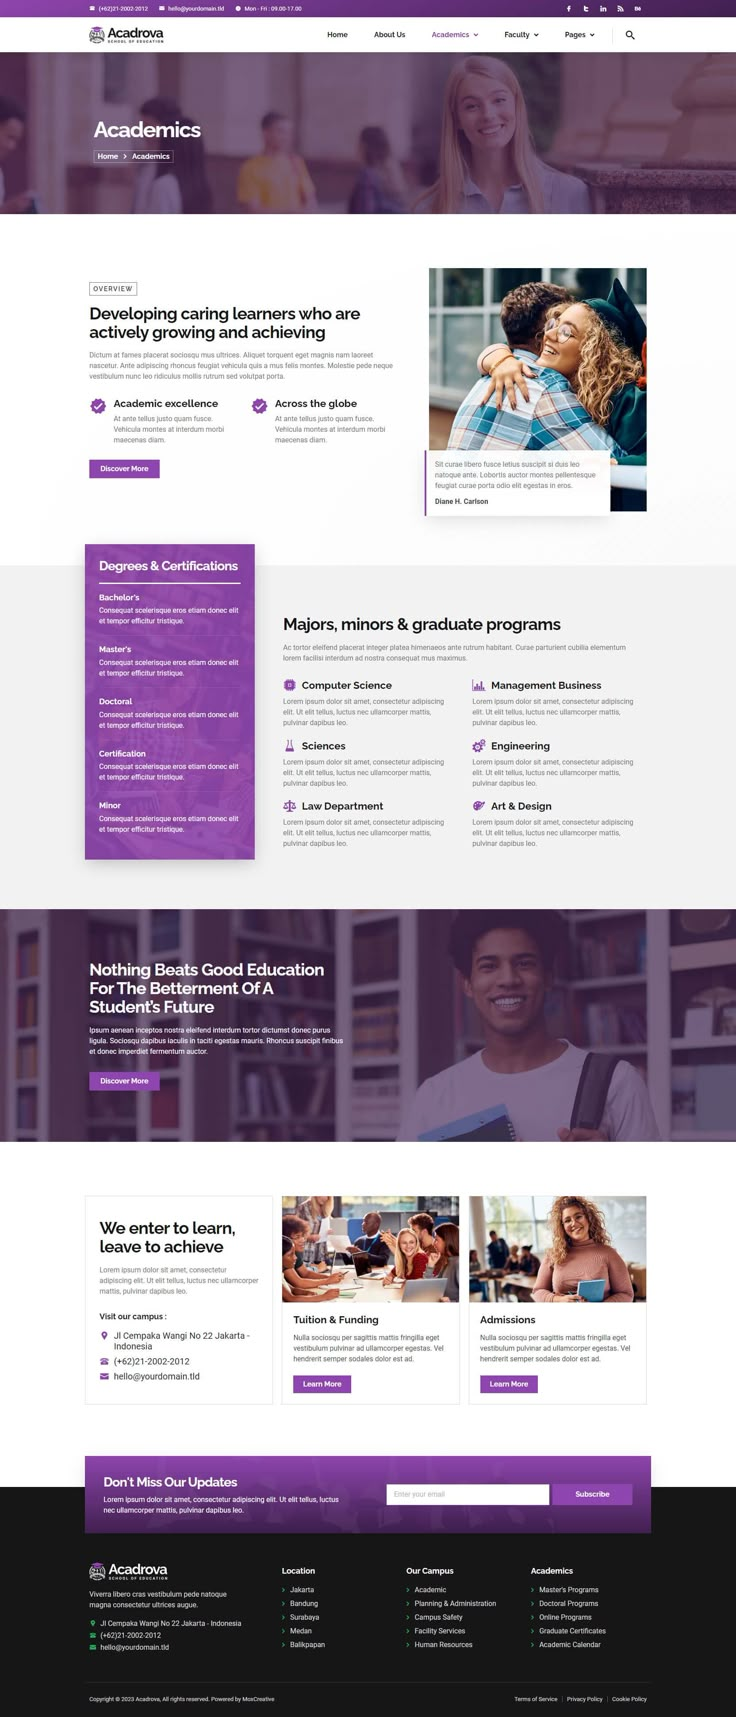 (+62)21-2002-2012 hello@yourdomain.tld Mon - Fri : 09.00-17.00 Bē
Acadrova
SCHOOL OF EDUCATION
Home About Us Academics Faculty Pages
Academics
Home > Academics
OVERVIEW
Developing caring learners who are
actively growing and achieving
Dictum at fames placerat sociosqu mus ultrices. Aliquet torquent eget magnis nam laoreet
nascetur. Ante adipiscing rhoncus feugiat vehicula quis a mus felis montes. Molestie pede neque
vestibulum nunc leo ridiculus mollis rutrum sed volutpat porta.
Academic excellence
At ante tellus justo quam fusce.
Vehicula montes at interdum morbi
maecenas diam.
Across the globe
At ante tellus justo quam fusce.
Vehicula montes at interdum morbi
maecenas diam.
Discover More
Sit curae libero fusce letius suscipit si duis leo
natoque ante. Lobortis auctor montes pellentesque
feugiat curae porta odio elit egestas in eros.
Diane H. Carlson
Degrees & Certifications
Bachelor's
Consequat scelerisque eros etiam donec elit
et tempor efficitur tristique.
Master's
Consequat scelerisque eros etiam donec elit
et tempor efficitur tristique.
Doctoral
Consequat scelerisque eros etiam donec elit
et tempor efficitur tristique.
Certification
Consequat scelerisque eros etiam donec elit
et tempor efficitur tristique.
Minor
Consequat scelerisque eros etiam donec elit
et tempor efficitur tristique.
Majors, minors & graduate programs
Ac tortor eleifend placerat integer platea himenaeos ante rutrum habitant. Curae parturient cubilia elementum
lorem facilisi interdum ad nostra consequat mus maximus.
Computer Science
Lorem ipsum dolor sit amet, consectetur adipiscing
elit. Ut elit tellus, luctus nec ullamcorper mattis,
pulvinar dapibus leo.
Management Business
Lorem ipsum dolor sit amet, consectetur adipiscing
elit. Ut elit tellus, luctus nec ullamcorper mattis,
pulvinar dapibus leo.
Sciences
Lorem ipsum dolor sit amet, consectetur adipiscing
elit. Ut elit tellus, luctus nec ullamcorper mattis,
pulvinar dapibus leo.
Engineering
Lorem ipsum dolor sit amet, consectetur adipiscing
elit. Ut elit tellus, luctus nec ullamcorper mattis,
pulvinar dapibus leo.
Law Department
Lorem ipsum dolor sit amet, consectetur adipiscing
elit. Ut elit tellus, luctus nec ullamcorper mattis,
pulvinar dapibus leo.
Art & Design
Lorem ipsum dolor sit amet, consectetur adipiscing
elit. Ut elit tellus, luctus nec ullamcorper mattis,
pulvinar dapibus leo.
Nothing Beats Good Education
For The Betterment Of A
Student's Future
Ipsum aenean inceptos nostra eleifend interdum tortor dictumst donec purus
ligula. Sociosqu dapibus iaculis in taciti egestas mauris. Rhoncus suscipit finibus
et donec imperdiet fermentum auctor.
Discover More
We enter to learn,
leave to achieve
Lorem ipsum dolor sit amet, consectetur
adipiscing elit. Ut elit tellus, luctus nec ullamcorper
mattis, pulvinar dapibus leo.
Visit our campus :
Jl Cempaka Wangi No 22 Jakarta -
Indonesia
(+62)21-2002-2012
hello@yourdomain.tld
Tuition & Funding
Nulla sociosqu per sagittis mattis fringilla eget
vestibulum pulvinar ad ullamcorper egestas. Vel
hendrerit semper sodales dolor est ad.
Learn More
Admissions
Nulla sociosqu per sagittis mattis fringilla eget
vestibulum pulvinar ad ullamcorper egestas. Vel
hendrerit semper sodales dolor est ad.
Learn More
Don't Miss Our Updates
Lorem ipsum dolor sit amet, consectetur adipiscing elit. Ut elit tellus, luctus
nec ullamcorper mattis, pulvinar dapibus leo.
Enter your email
Subscribe
Acadrova
SCHOOL OF EDUCATION
Viverra libero cras vestibulum pede natoque
magna consectetur ultrices augue.
Jl Cempaka Wangi No 22 Jakarta - Indonesia
(+62)21-2002-2012
hello@yourdomain.tld
Location
Jakarta
Bandung
Surabaya
Medan
Balikpapan
Our Campus
Academic
Planning & Administration
Campus Safety
Facility Services
Human Resources
Academics
Master's Programs
Doctoral Programs
Online Programs
Graduate Certificates
Academic Calendar
Copyright © 2023 Acadrova, All rights reserved. Powered by MoxCreative
Terms of Service | Privacy Policy | Cookie Policy